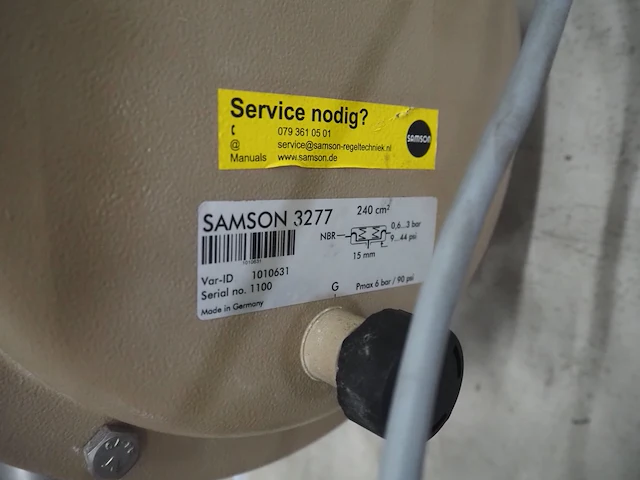 Service nodig?
079 361 05 01
@ service@samson-regeltechniek.nl
Manuals www.samson.de
SAMSON
SAMSON 3277
240 cm²
NBR
0,6...3 bar
9...44 psi
15 mm
1010631
Var-ID 1010631
Serial no. 1100
G
Pmax 6 bar / 90 psi
Made in Germany